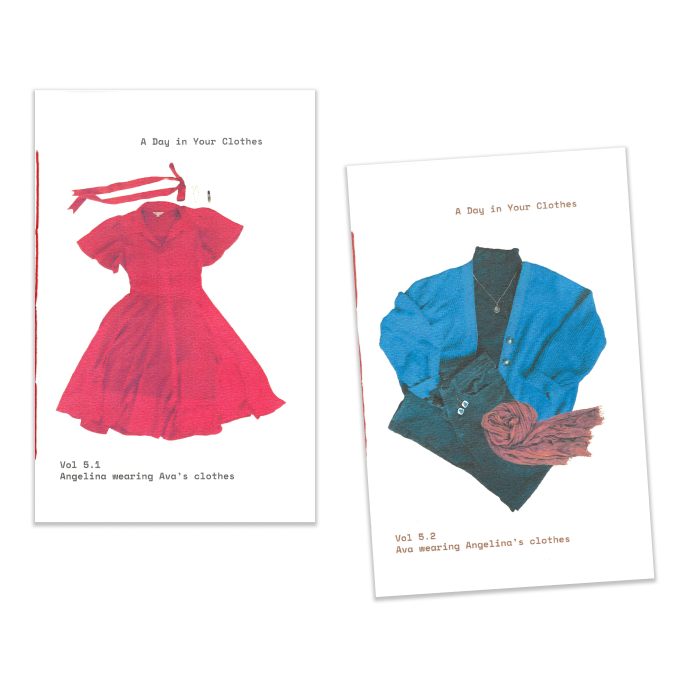 A Day in Your Clothes
Vol 5.1
Angelina wearing Ava's clothes
A Day in Your Clothes
Vol 5.2
Ava wearing Angelina's clothes